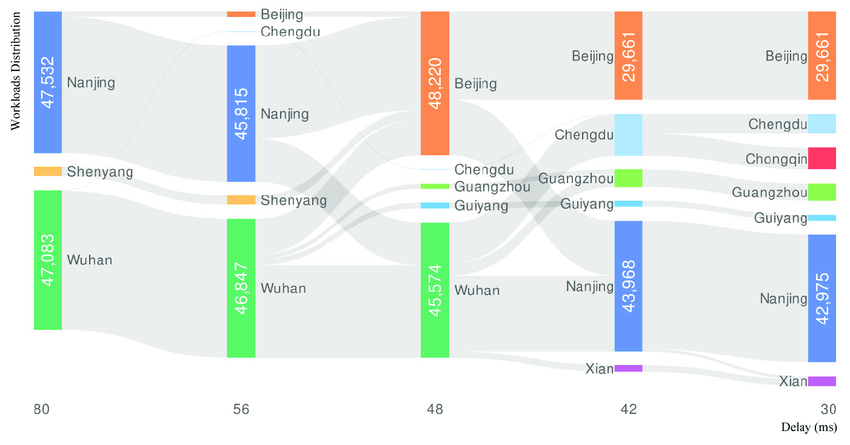 Workloads Distribution
47,532
Nanjing
Shenyang
47,083
Wuhan
Beijing
Chengdu
45,815
Nanjing
Shenyang
46,847
Wuhan
48,220
Beijing
Chengdu
Guangzhou
Guiyang
45,574
Wuhan
Beijing
29,661
Chengdu
Guangzhou
Guiyang
Nanjing
43,968
Xian
Beijing
29,661
Chengdu
Chongqin
Guangzhou
Guiyang
Nanjing
42,975
Xian
80 56 48 42 30
Delay (ms)